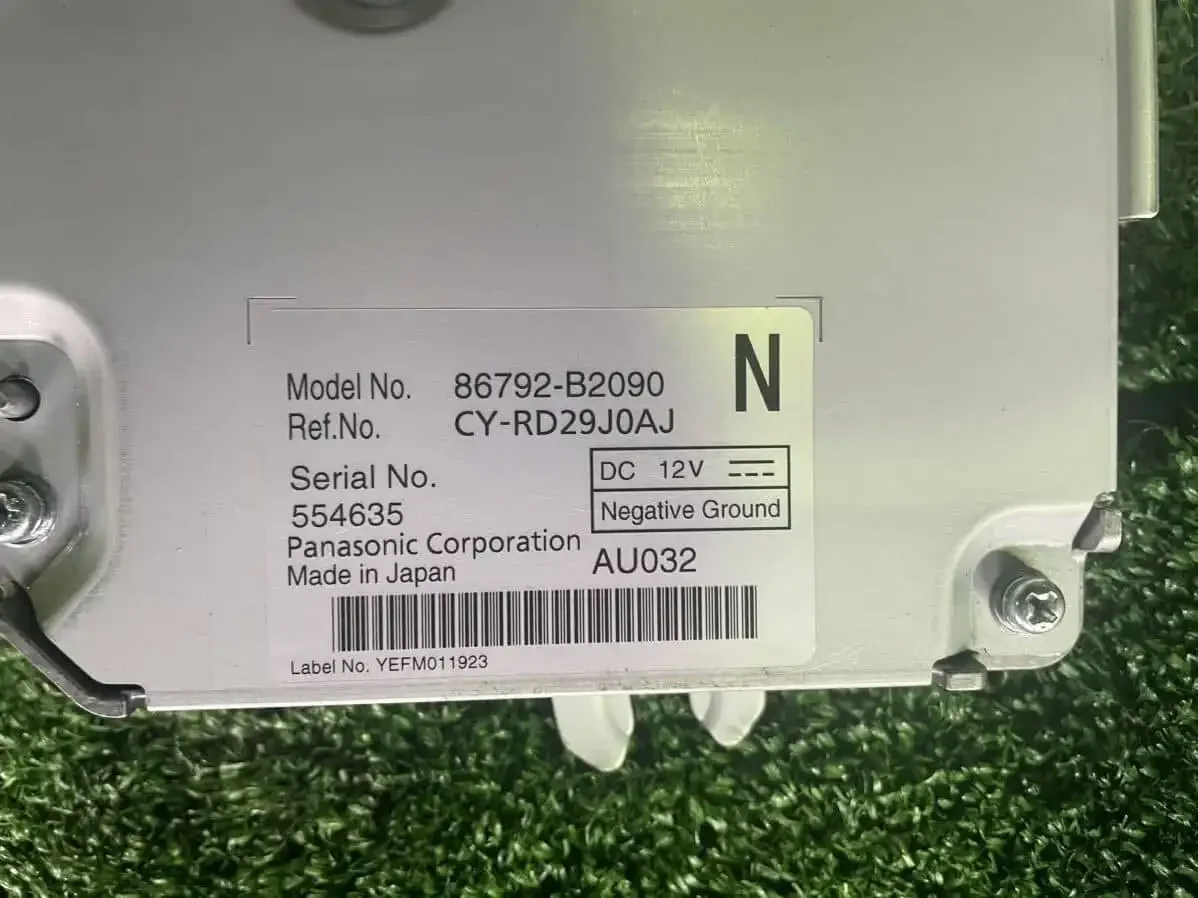 N
Model No. 86792-B2090
Ref.No. CY-RD29J0AJ
Serial No.
554635
DC 12V
Negative Ground
Panasonic Corporation
Made in Japan
AU032
Label No. YEFM011923